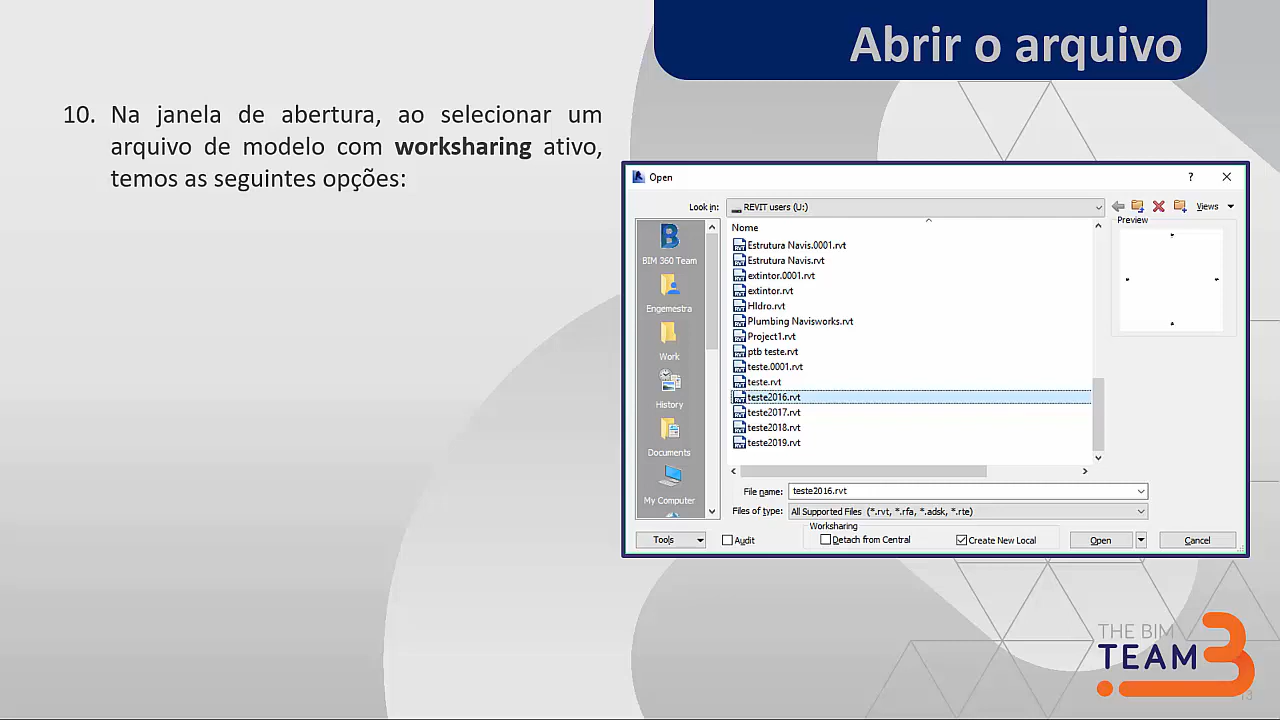 Abrir o arquivo
10. Na janela de abertura, ao selecionar um
arquivo de modelo com worksharing ativo,
temos as seguintes opções:
Open
?
Look in:
REVIT users (U:)
Views
Preview
Nome
BIM 360 Team
Engemestra
Work
History
Documents
My Computer
Estrutura Navis.0001.rvt
Estrutura Navis.rvt
extintor.0001.rvt
extintor.rvt
HIdro.rvt
Plumbing Navisworks.rvt
Project1.rvt
ptb teste.rvt
teste.0001.rvt
teste.rvt
teste2016.rvt
teste2017.rvt
teste2018.rvt
teste2019.rvt
File name:
teste2016.rvt
Files of type:
All Supported Files (*.rvt, *.rfa, *.adsk, *.rte)
Worksharing
Tools
Audit
Detach from Central
Create New Local
Open
Cancel
THE BIM
TEAM 3
13